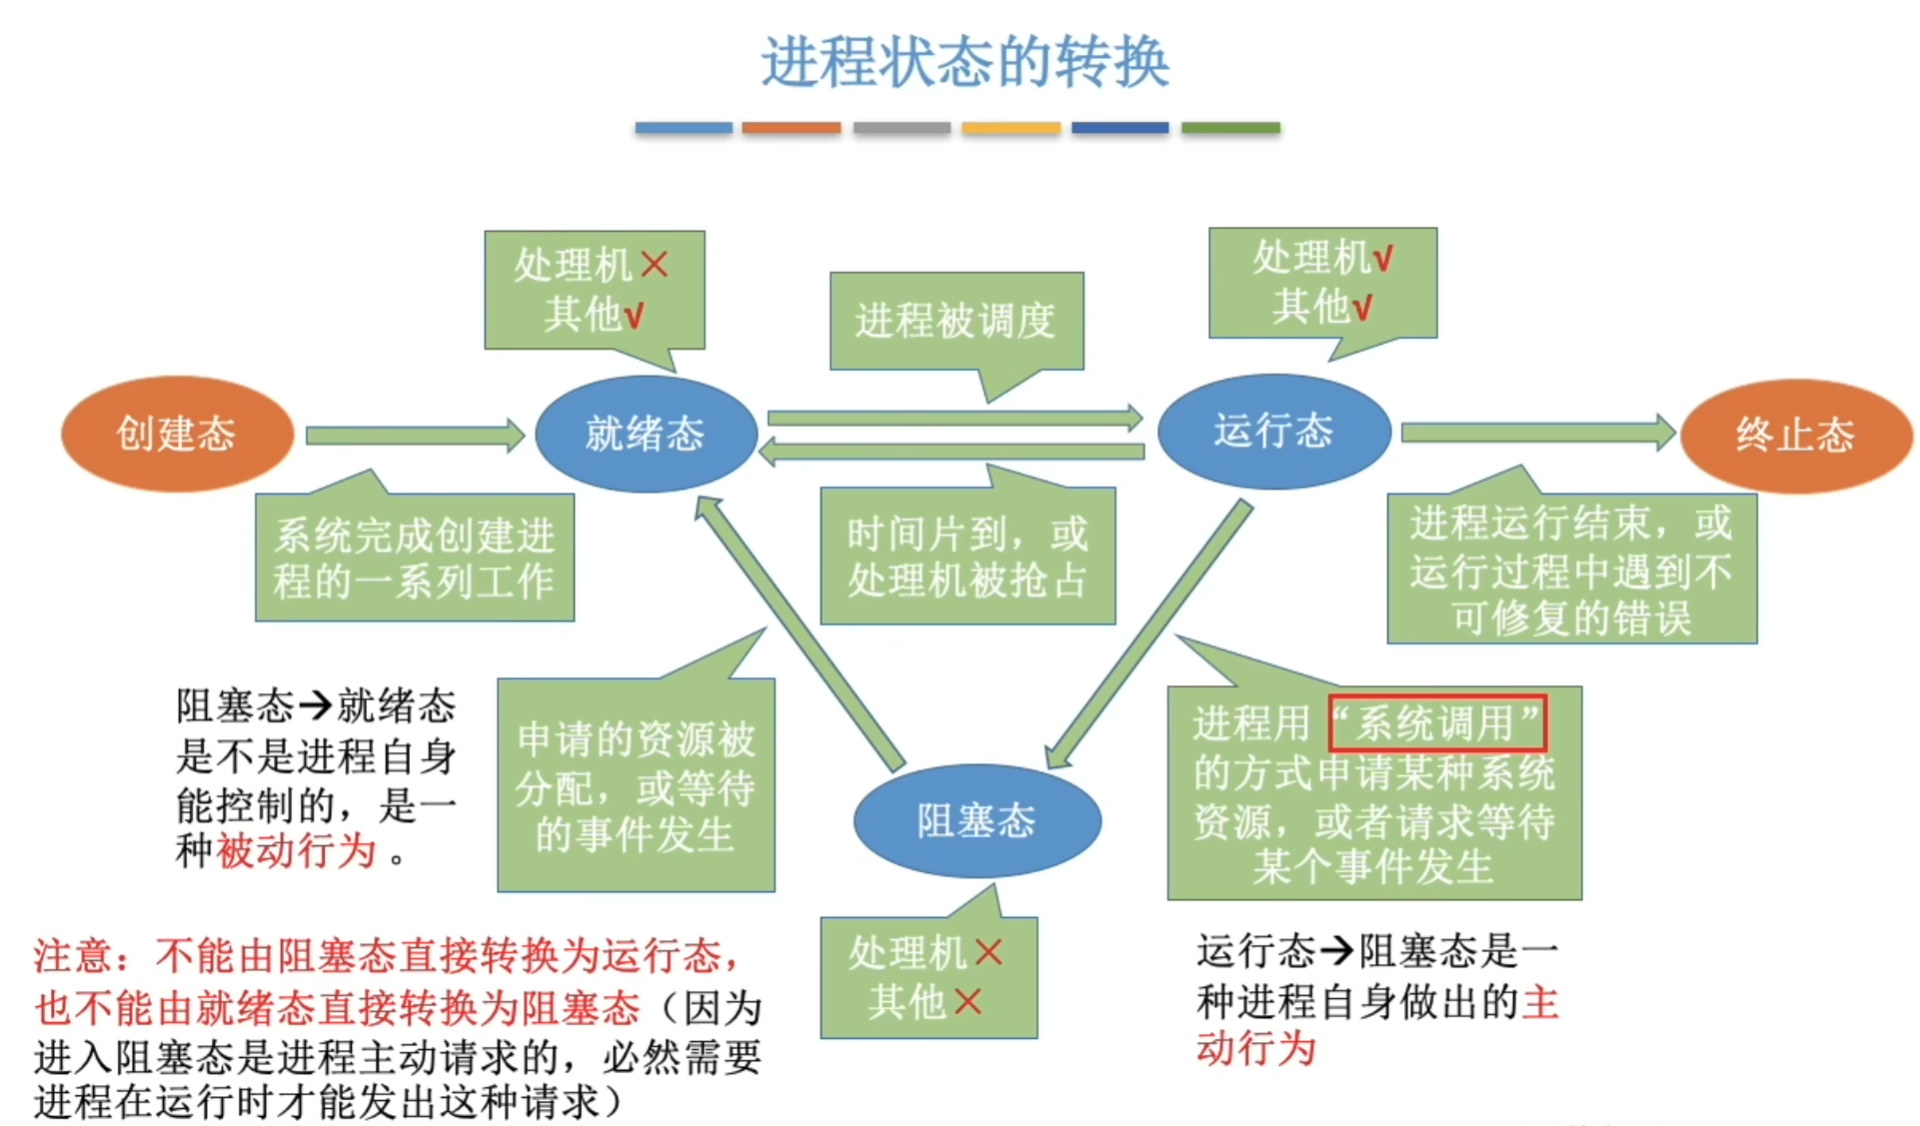 进程状态的转换
处理机×
其他√
进程被调度
处理机√
其他√
创建态
就绪态
运行态
终止态
系统完成创建进
程的一系列工作
时间片到，或
处理机被抢占
进程运行结束，或
运行过程中遇到不
可修复的错误
阻塞态→就绪态
是不是进程自身
能控制的，是一
种被动行为。
申请的资源被
分配，或等待
的事件发生
阻塞态
进程用“系统调用”
的方式申请某种系统
资源，或者请求等待
某个事件发生
处理机×
其他×
注意：不能由阻塞态直接转换为运行态，
也不能由就绪态直接转换为阻塞态（因为
进入阻塞态是进程主动请求的，必然需要
进程在运行时才能发出这种请求）
运行态→阻塞态是一
种进程自身做出的主
动行为